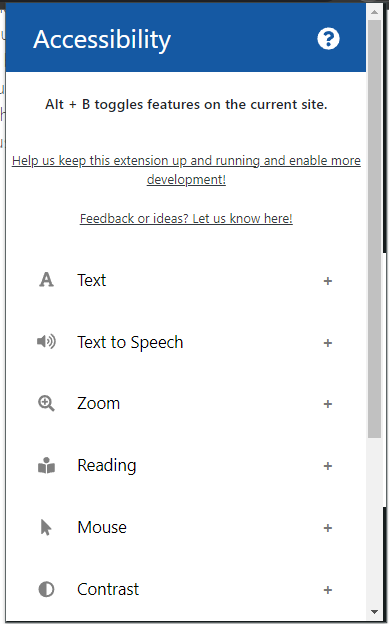 Accessibility
Alt + B toggles features on the current site.
Help us keep this extension up and running and enable more
development!
Feedback or ideas? Let us know here!
Text +
Text to Speech +
Zoom +
Reading +
Mouse +
Contrast +